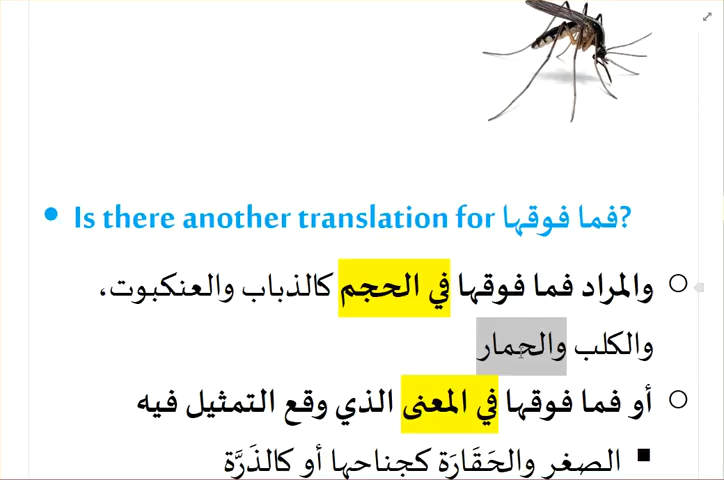 • Is there another translation for فما فوقها?
○ والمراد فما فوقها في الحجم كالذباب والعنكبوت،
والكلب والحمار
○ أو فما فوقها في المعنى الذي وقع التمثيل فيه
■ الصغر والحَقَارَة كجناحها أو كالذَرَّة